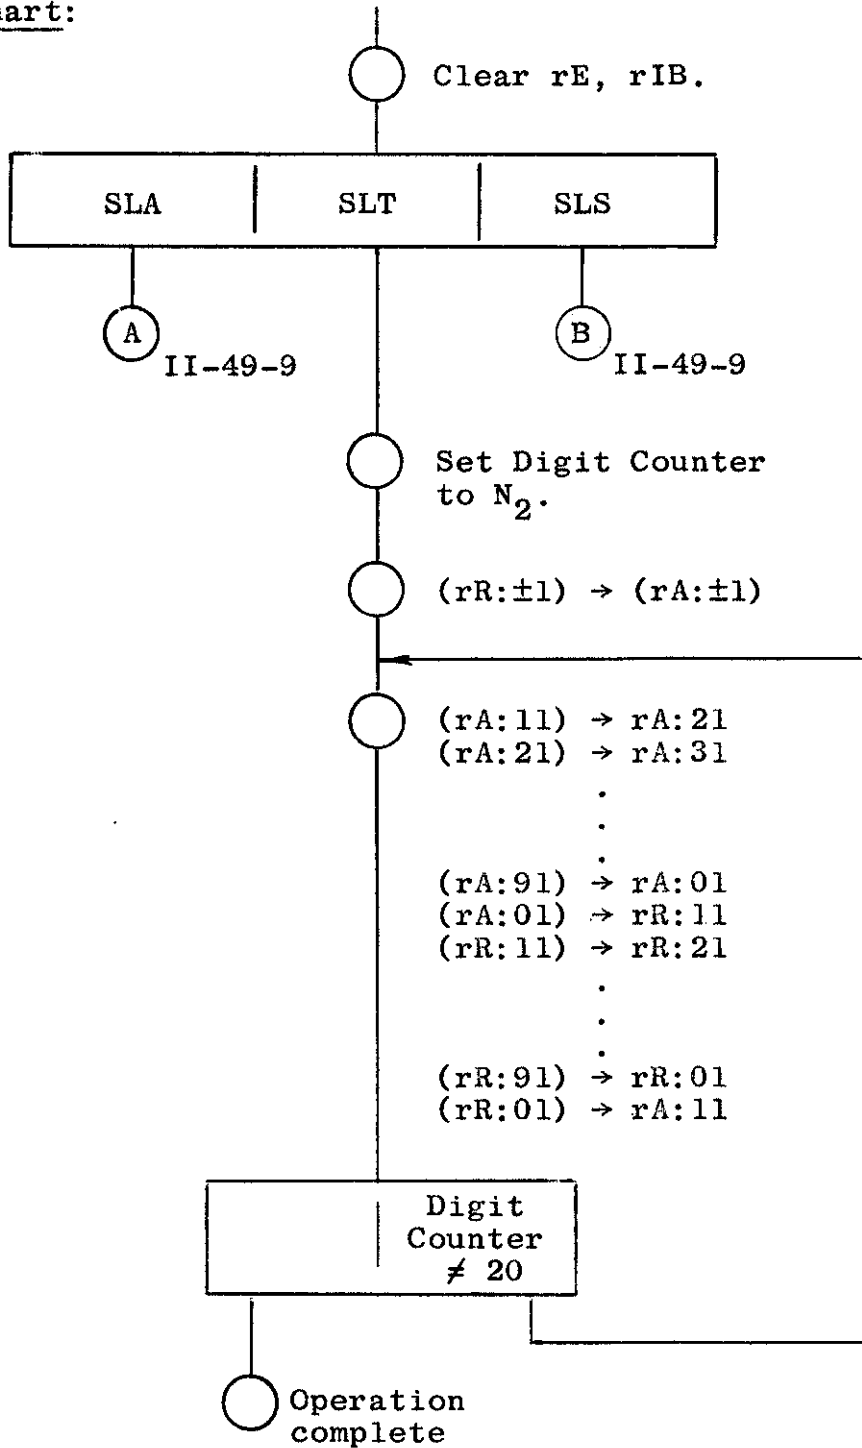 art:
Clear rE, rIB.
SLA | SLT | SLS
A
II-49-9
B
II-49-9
Set Digit Counter
to N₂.
(rR:±1) → (rA:±1)
(rA:11) → rA:21
(rA:21) → rA:31
.
.
.
(rA:91) → rA:01
(rA:01) → rR:11
(rR:11) → rR:21
.
.
.
(rR:91) → rR:01
(rR:01) → rA:11
Digit
Counter
≠ 20
Operation
complete